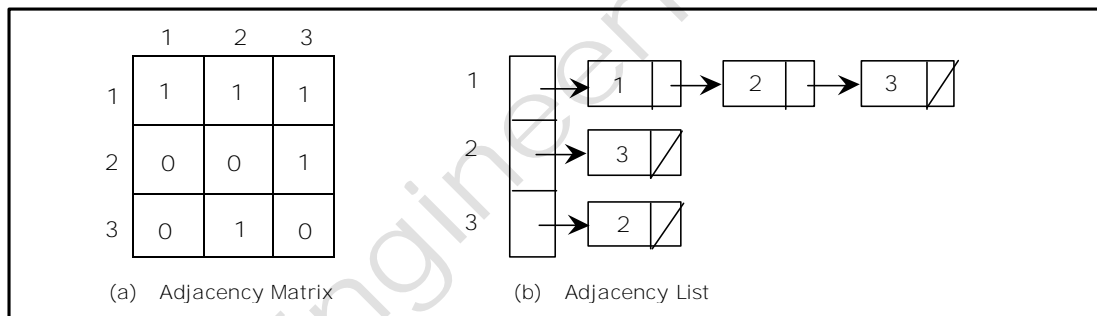 1 2 3
1 1 1 1
2 0 0 1
3 0 1 0
(a) Adjacency Matrix
1 1 2 3
2 3
3 2
(b) Adjacency List
ngineer